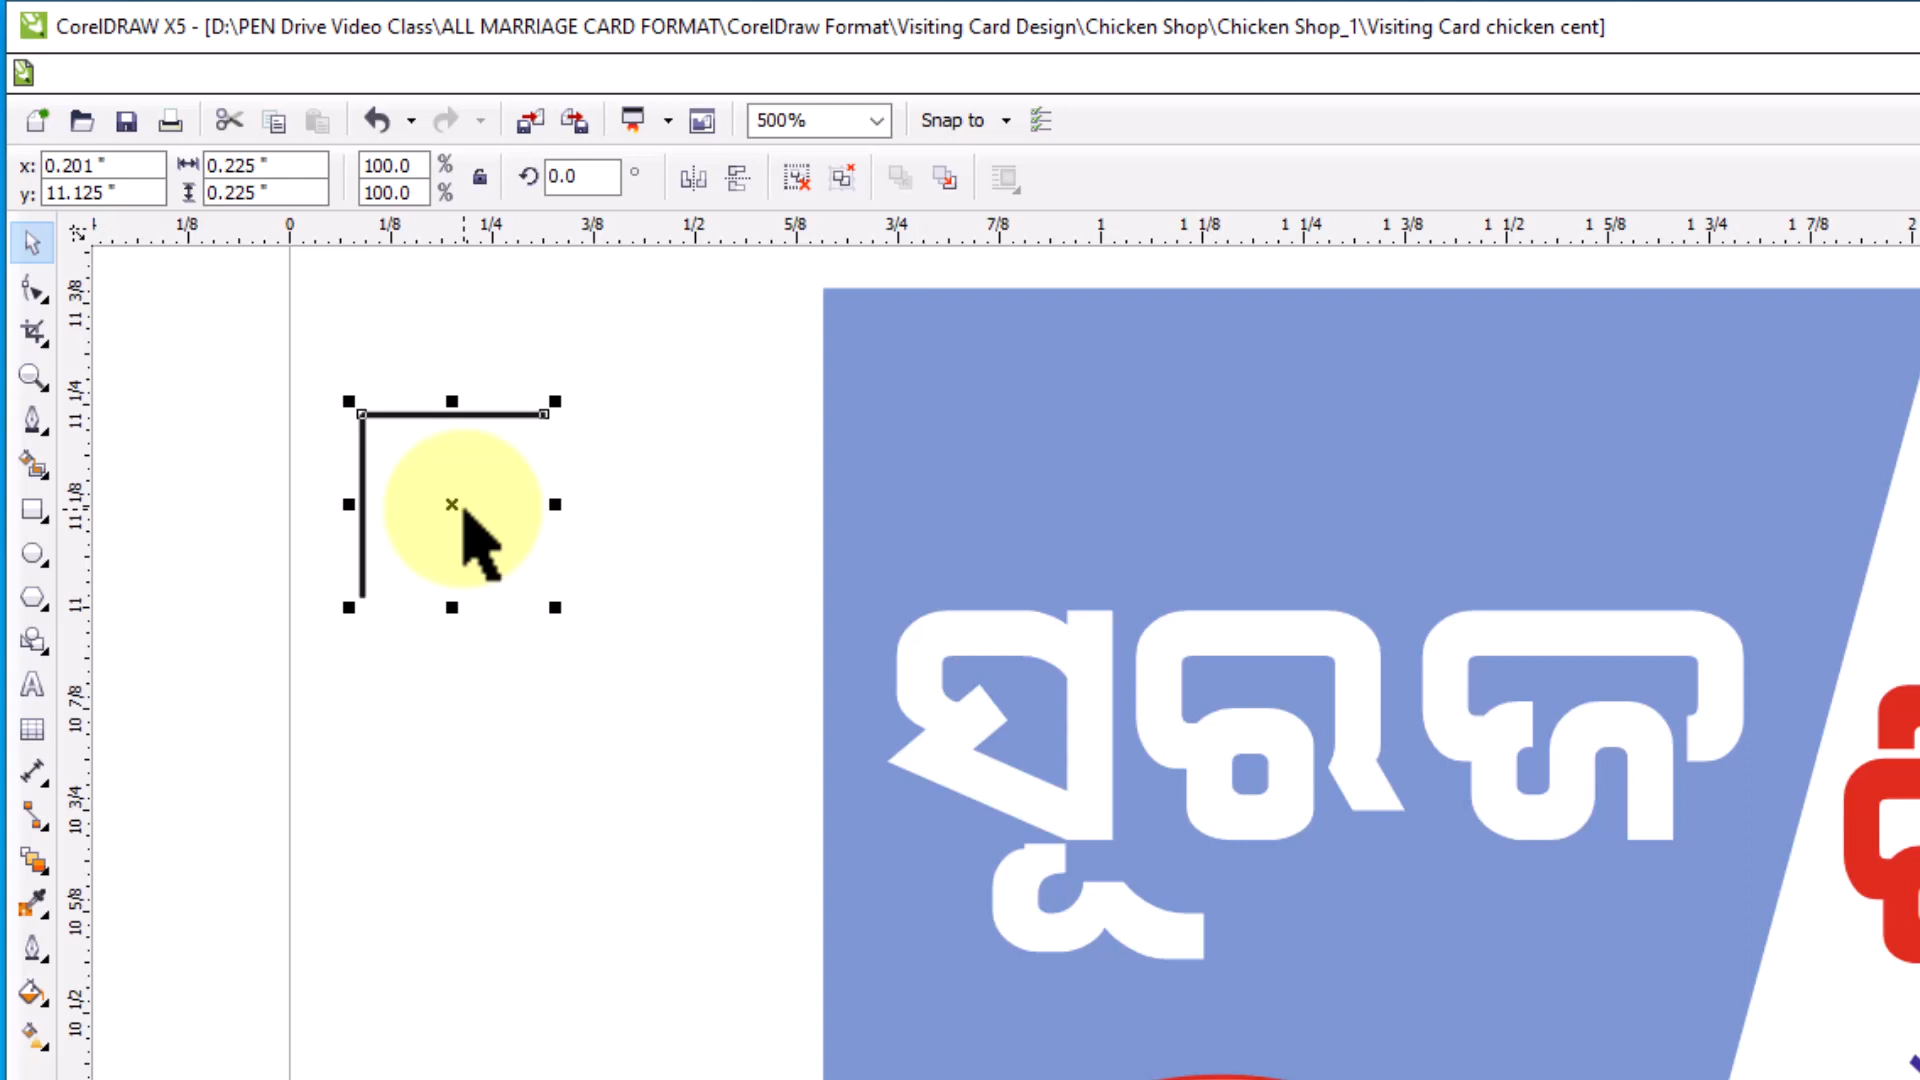 CorelDRAW X5 - [D:\PEN Drive Video Class\ALL MARRIAGE CARD FORMAT\CorelDraw Format\Visiting Card Design\Chicken Shop\Chicken Shop_1\Visiting Card chicken cent]
500% Snap to
x: 0.201 " 0.225 " 100.0 % 0.0 °
y: 11.125 " 0.225 " 100.0 %
1/8 0 1/8 1/4 3/8 1/2 5/8 3/4 7/8 1 1 1/8 1 1/4 1 3/8 1 1/2 1 5/8 1 3/4 1 7/8 2
11 3/8
11 1/4
11 1/8
11
10 7/8
10 3/4
10 5/8
10 1/2
ସୁରଜ